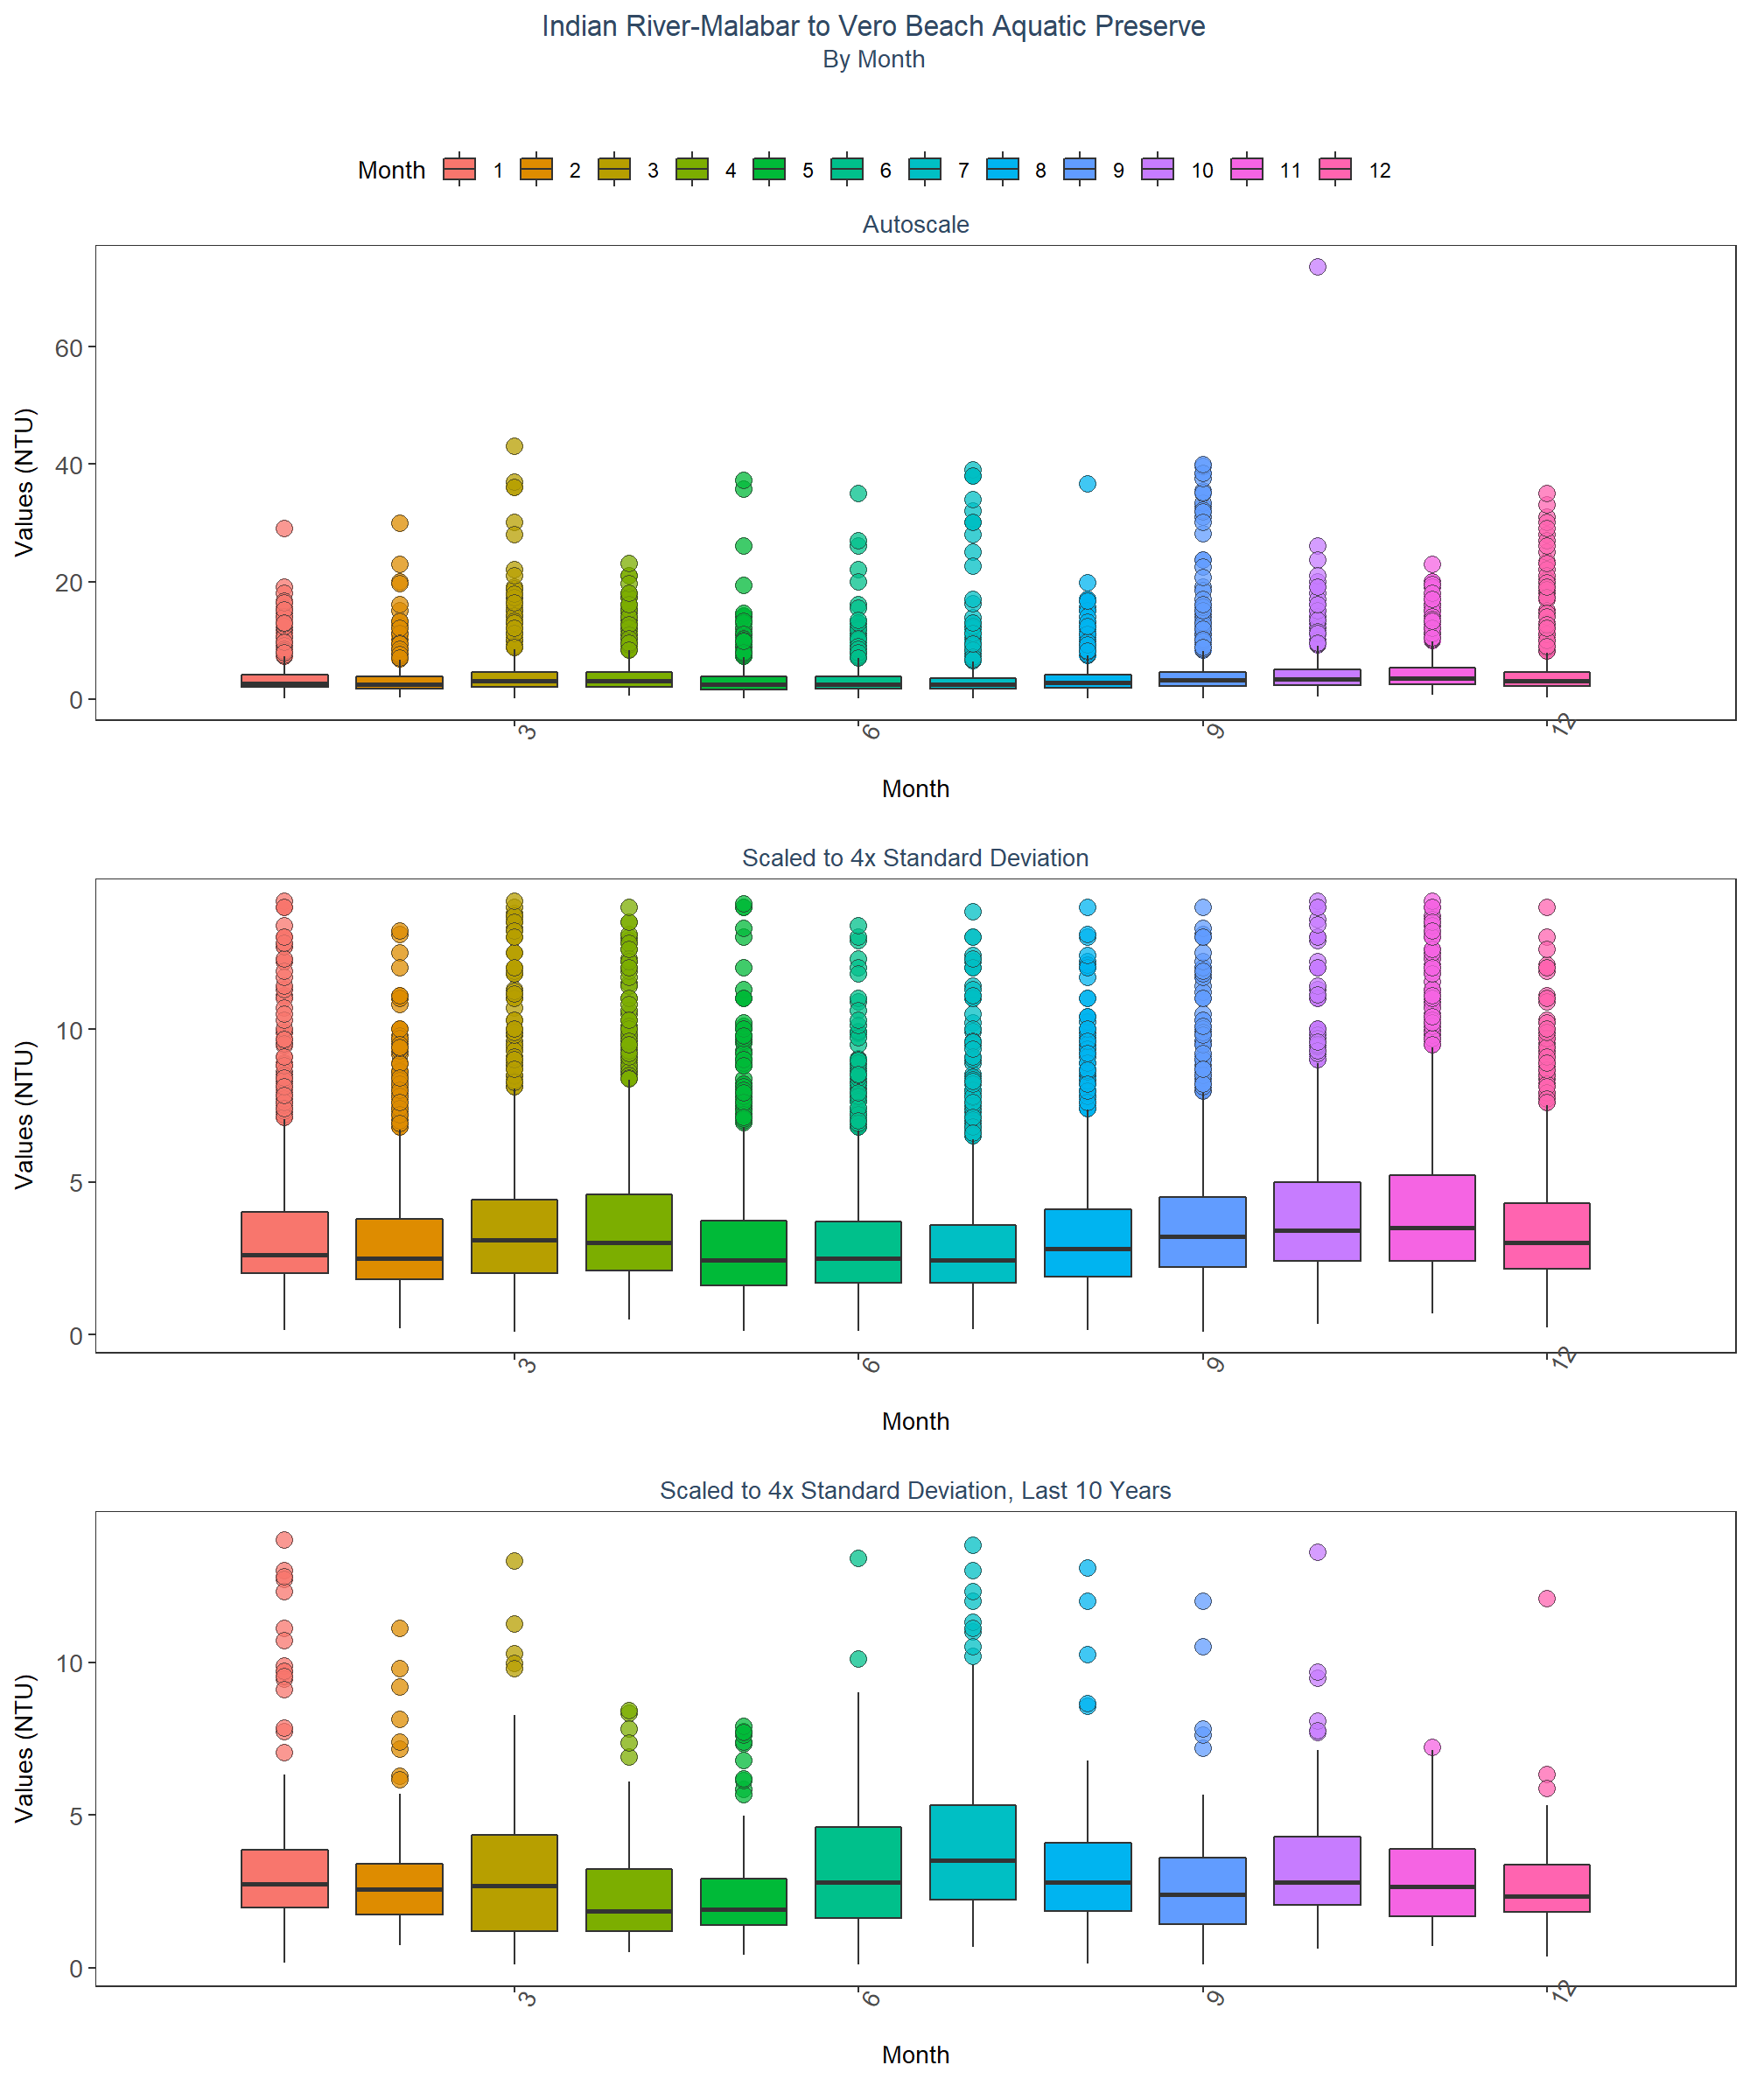 Indian River-Malabar to Vero Beach Aquatic Preserve
By Month
Month 1 2 3 4 5 6 7 8 9 10 11 12
Autoscale
Values (NTU)
60
40
20
0
3 6 9 12
Month
Scaled to 4x Standard Deviation
Values (NTU)
10
5
0
3 6 9 12
Month
Scaled to 4x Standard Deviation, Last 10 Years
Values (NTU)
10
5
0
3 6 9 12
Month